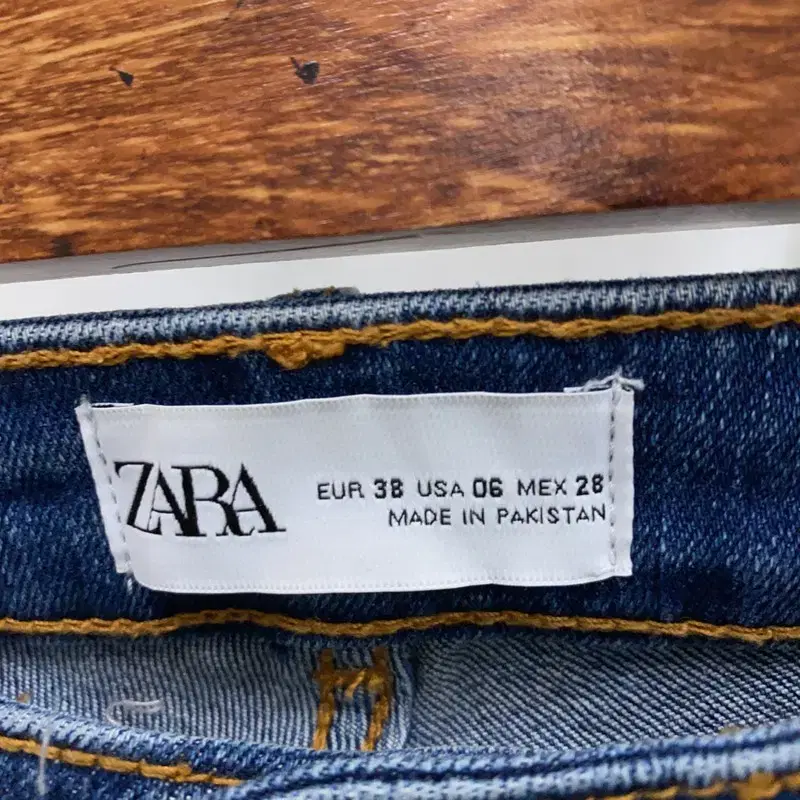 ZARA
EUR 38 USA 06 MEX 28
MADE IN PAKISTAN